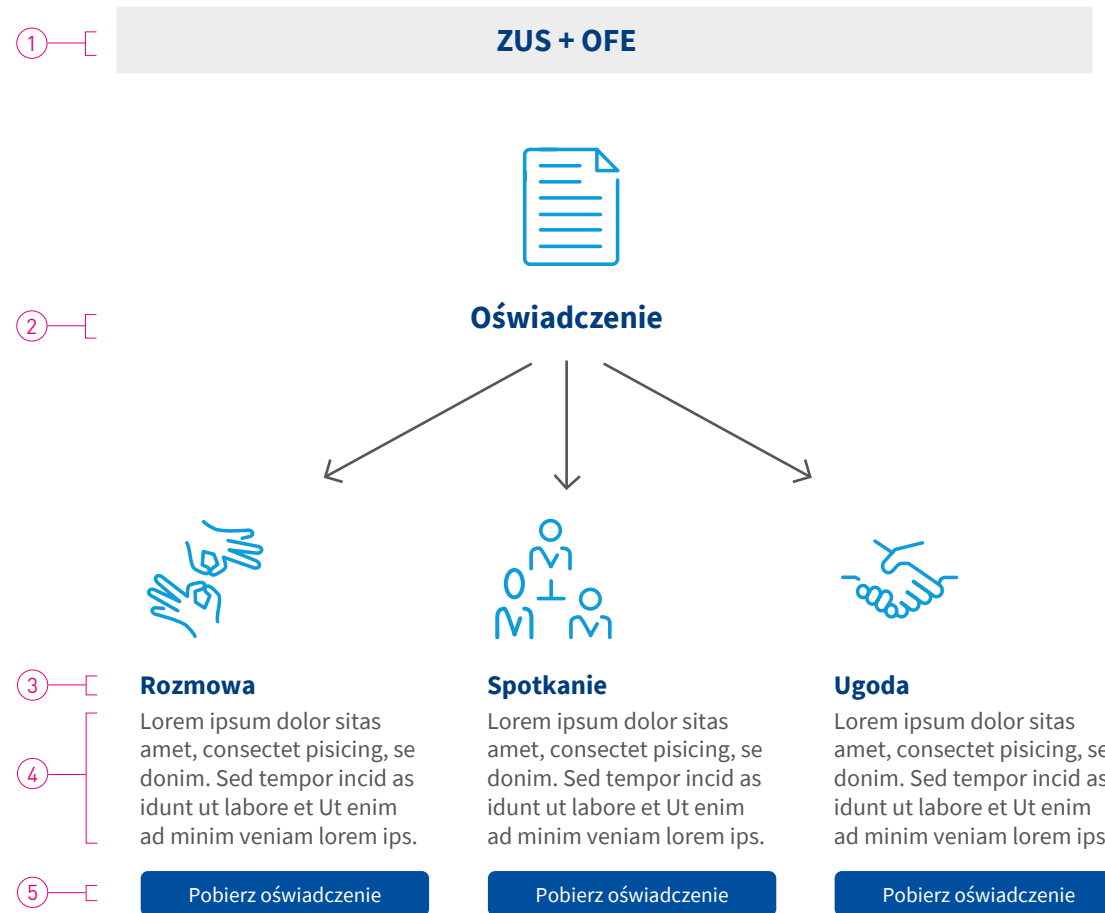 1
ZUS + OFE
2
Oświadczenie
3
Rozmowa
Spotkanie
Ugoda
4
Lorem ipsum dolor sitas
amet, consectet pisicing, se
donim. Sed tempor incid as
idunt ut labore et Ut enim
ad minim veniam lorem ips.
Lorem ipsum dolor sitas
amet, consectet pisicing, se
donim. Sed tempor incid as
idunt ut labore et Ut enim
ad minim veniam lorem ips.
Lorem ipsum dolor sitas
amet, consectet pisicing, se
donim. Sed tempor incid as
idunt ut labore et Ut enim
ad minim veniam lorem ips
5
Pobierz oświadczenie
Pobierz oświadczenie
Pobierz oświadczenie